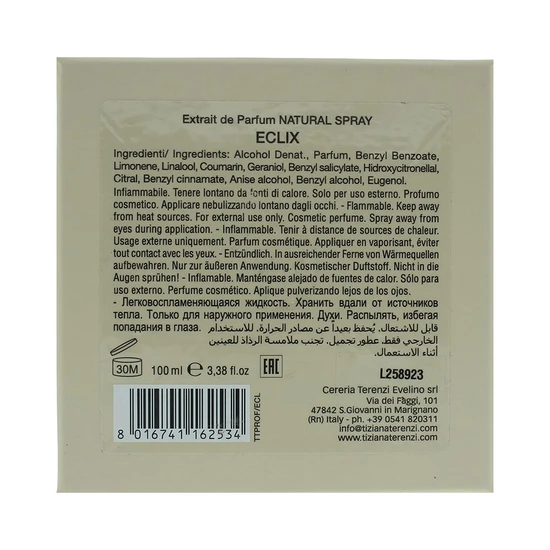 Extrait de Parfum NATURAL SPRAY
ECLIX
Ingredienti/ Ingredients: Alcohol Denat., Parfum, Benzyl Benzoate,
Limonene, Linalool, Coumarin, Geraniol, Benzyl salicylate, Hidroxycitronellal,
Citral, Benzyl cinnamate, Anise alcohol, Benzyl alcohol, Eugenol.
Infiammabile. Tenere lontano da fonti di calore. Solo per uso esterno. Profumo
cosmetico. Applicare nebulizzando lontano dagli occhi. - Flammable. Keep away
from heat sources. For external use only. Cosmetic perfume. Spray away from
eyes during application. - Inflammable. Tenir à distance de sources de chaleur.
Usage externe uniquement. Parfum cosmétique. Appliquer en vaporisant, éviter
tout contact avec les yeux. - Entzündlich. In ausreichender Ferne von Wärmequellen
aufbewahren. Nur zur äußeren Anwendung. Kosmetischer Duftstoff. Nicht in die
Augen sprühen! - Inflamable. Manténgase alejado de fuentes de calor. Sólo para
uso externo. Perfume cosmético. Aplique pulverizándo lejos de los ojos.
- Легковоспламеняющаяся жидкость. Хранить вдали от источников
тепла. Только для наружного применения. Духи. Распылять, избегая
попадания в глаза. قابل للاشتعال. يُحفظ بعيداً عن مصادر الحرارة. للاستخدام
الخارجي فقط. عطور تجميل. تجنب ملامسة الرذاذ للعينين
أثناء الاستعمال.
30M
100 ml ℮ 3,38 fl.oz
EAC
L258923
8 016741 162534
TTPROF/ECL
Cereria Terenzi Evelino srl
Via dei Faggi, 101
47842 S.Giovanni in Marignano
(Rn) Italy - ph +39 0541 820311
info@tizianaterenzi.com
www.tizianaterenzi.com